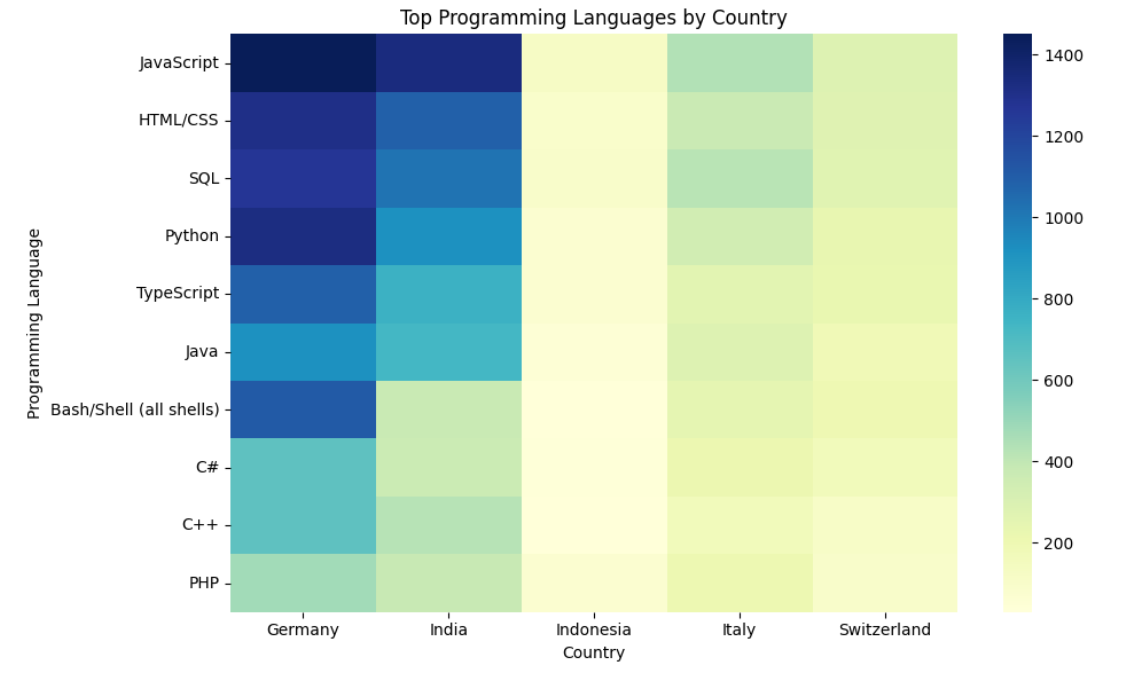 Top Programming Languages by Country
Programming Language
JavaScript
HTML/CSS
SQL
Python
TypeScript
Java
Bash/Shell (all shells)
C#
C++
PHP
Germany India Indonesia Italy Switzerland
Country
1400
1200
1000
800
600
400
200